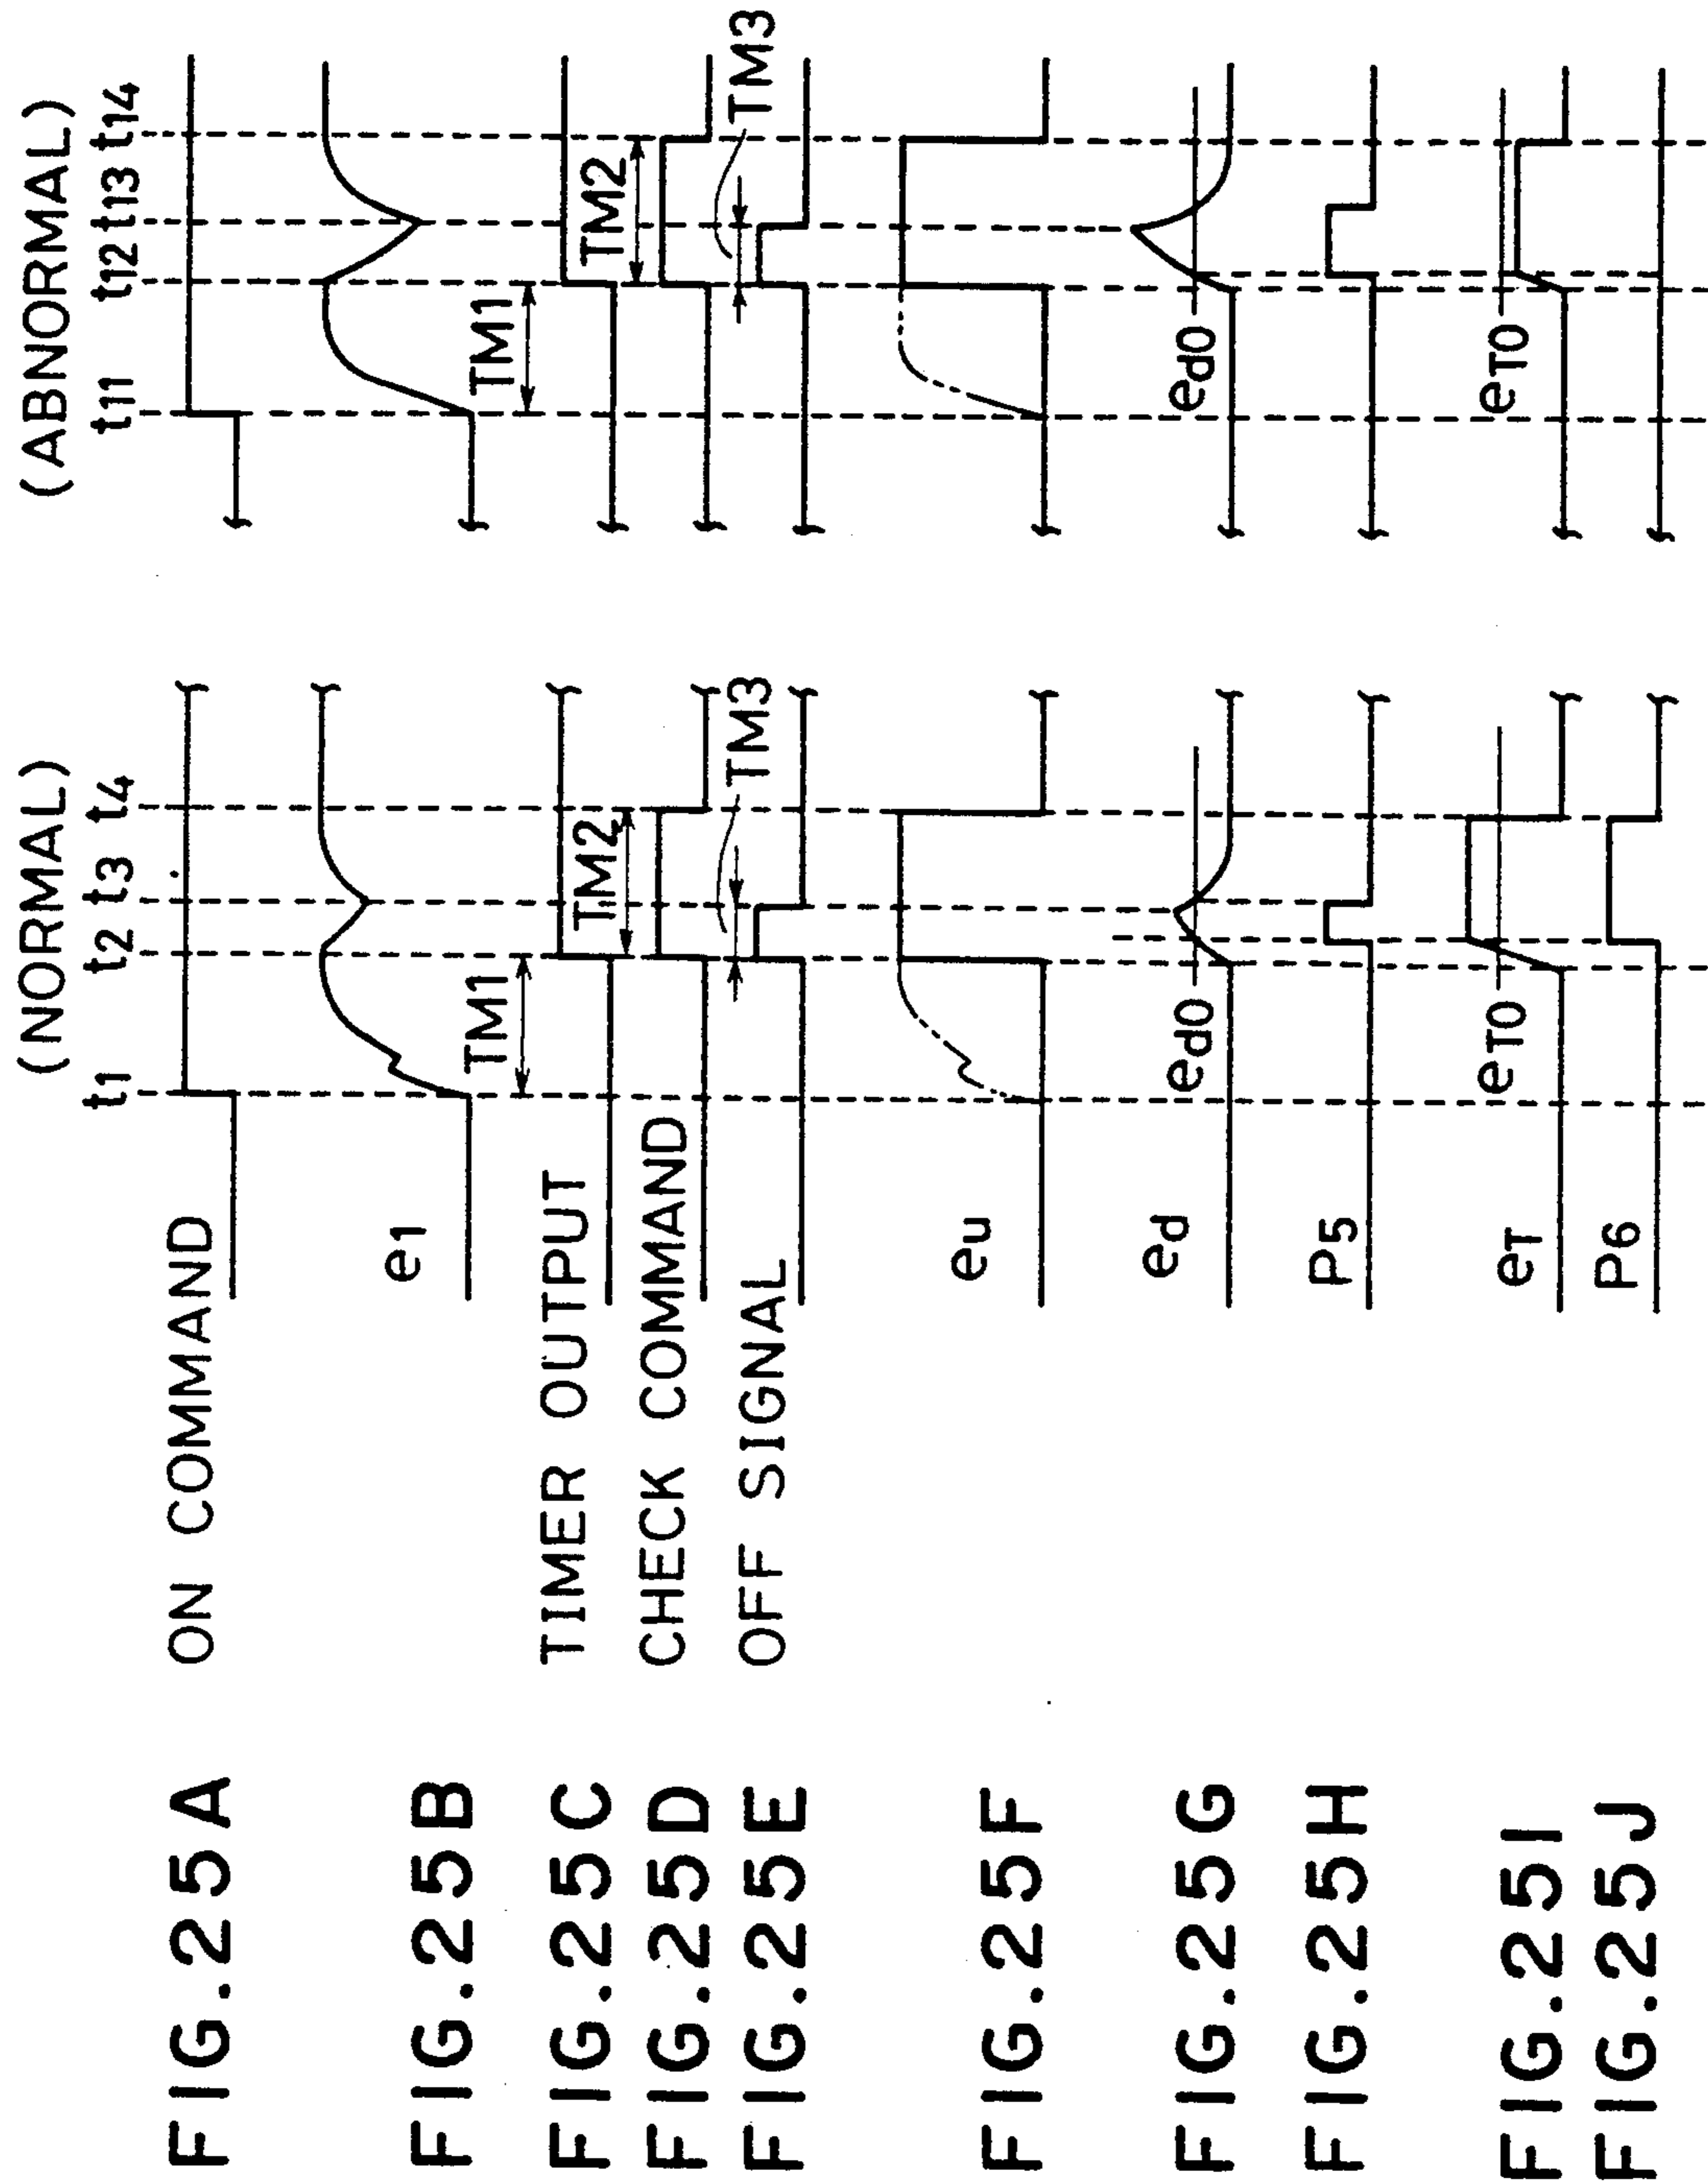 (NORMAL) (ABNORMAL)
t1 t2 t3 t4 t11 t12 t13 t14
FIG.25A ON COMMAND
FIG.25B e1
TM1 TM1
FIG.25C TIMER OUTPUT
TM2 TM2
FIG.25D CHECK COMMAND
TM3 TM3
FIG.25E OFF SIGNAL
FIG.25F eu
ed0 ed0
FIG.25G ed
FIG.25H P5
eT0 eT0
FIG.25I eT
FIG.25J P6